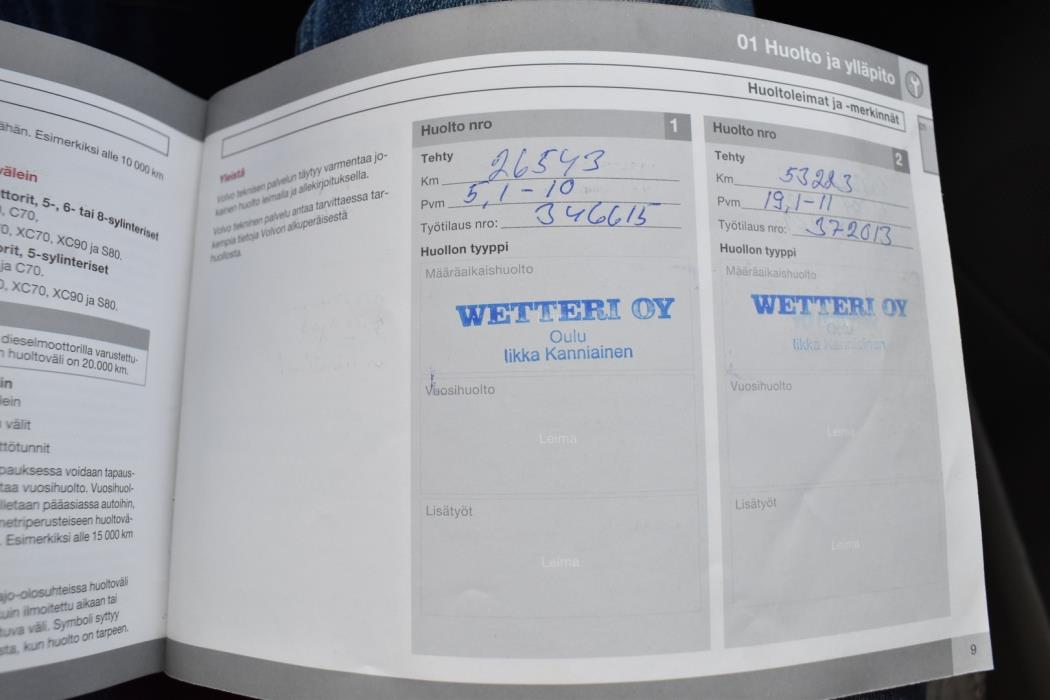 ähän. Esimerkiksi alle 10 000 km
välein
ttorit, 5-, 6- tai 8-sylinteriset
, C70,
0, XC70, XC90 ja S80.
orit, 5-sylinteriset
ja C70.
0, XC70, XC90 ja S80.
dieselmoottorilla varustettu-
n huoltoväli on 20.000 km.
in
lein
välit
ttötunnit
pauksessa voidaan tapaus-
taa vuosihuolto. Vuosihuol-
lletaan pääasiassa autoihin,
metriperusteiseen huoltovä-
. Esimerkiksi alle 15 000 km
ajo-olosuhteissa huoltoväli
kuin ilmoitettu aikaan tai
tuva väli. Symboli syttyy
sta, kun huolto on tarpeen.
01 Huolto ja ylläpito
Huoltoleimat ja -merkinnät
Yleistä
Volvo teknisen palvelun täytyy varmentaa jo-
kainen huolto leimalla ja allekirjoituksella.
Volvo tekninen palvelu antaa tarvittaessa tar-
kempia tietoja Volvon alkuperäisestä
huollosta.
Huolto nro 1
Tehty
Km 26543
Pvm 5,1-10
Työtilaus nro: 346615
Huollon tyyppi
Määräaikaishuolto
WETTERI OY
Oulu
Iikka Kanniainen
Vuosihuolto
Leima
Lisätyöt
Leima
Huolto nro 2
Tehty
Km 53223
Pvm 19,1-11
Työtilaus nro: 372013
Huollon tyyppi
Määräaikaishuolto
WETTERI OY
Oulu
Iikka Kanniainen
Vuosihuolto
Leima
Lisätyöt
Leima
9